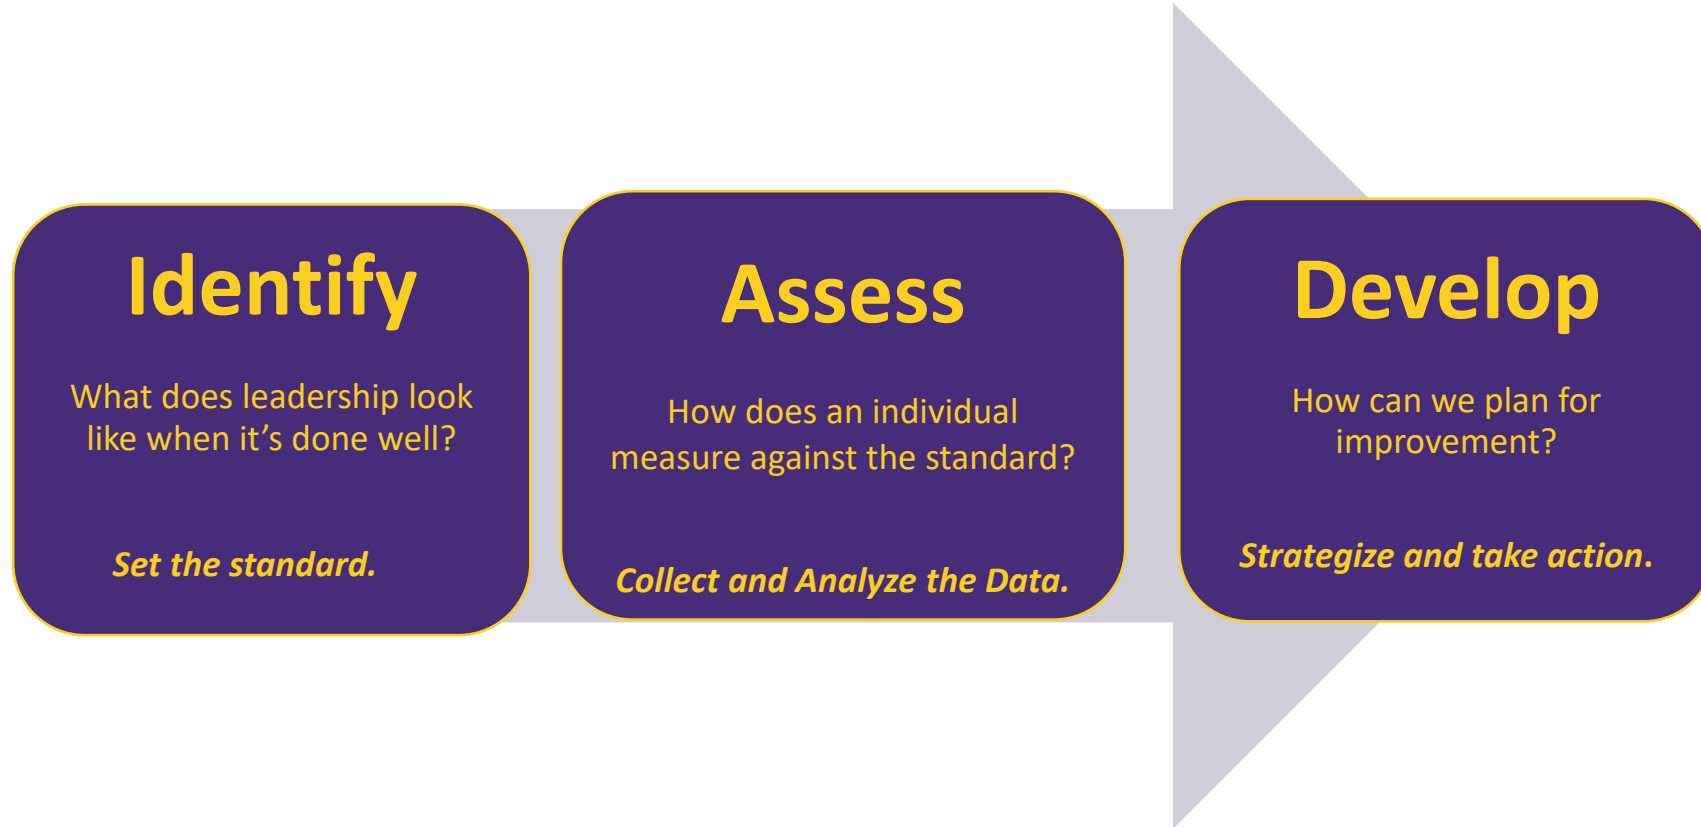 Identify
What does leadership look
like when it’s done well?
Set the standard.
Assess
How does an individual
measure against the standard?
Collect and Analyze the Data.
Develop
How can we plan for
improvement?
Strategize and take action.